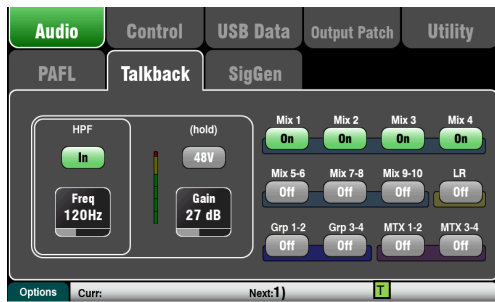 Audio Control USB Data Output Patch Utility
PAFL Talkback SigGen
HPF (hold) Mix 1 Mix 2 Mix 3 Mix 4
In 48V On On On On
Mix 5-6 Mix 7-8 Mix 9-10 LR
Freq Gain Off Off Off Off
120Hz 27 dB
Grp 1-2 Grp 3-4 MTX 1-2 MTX 3-4
Off Off Off Off
Options Curr: Next:1) T